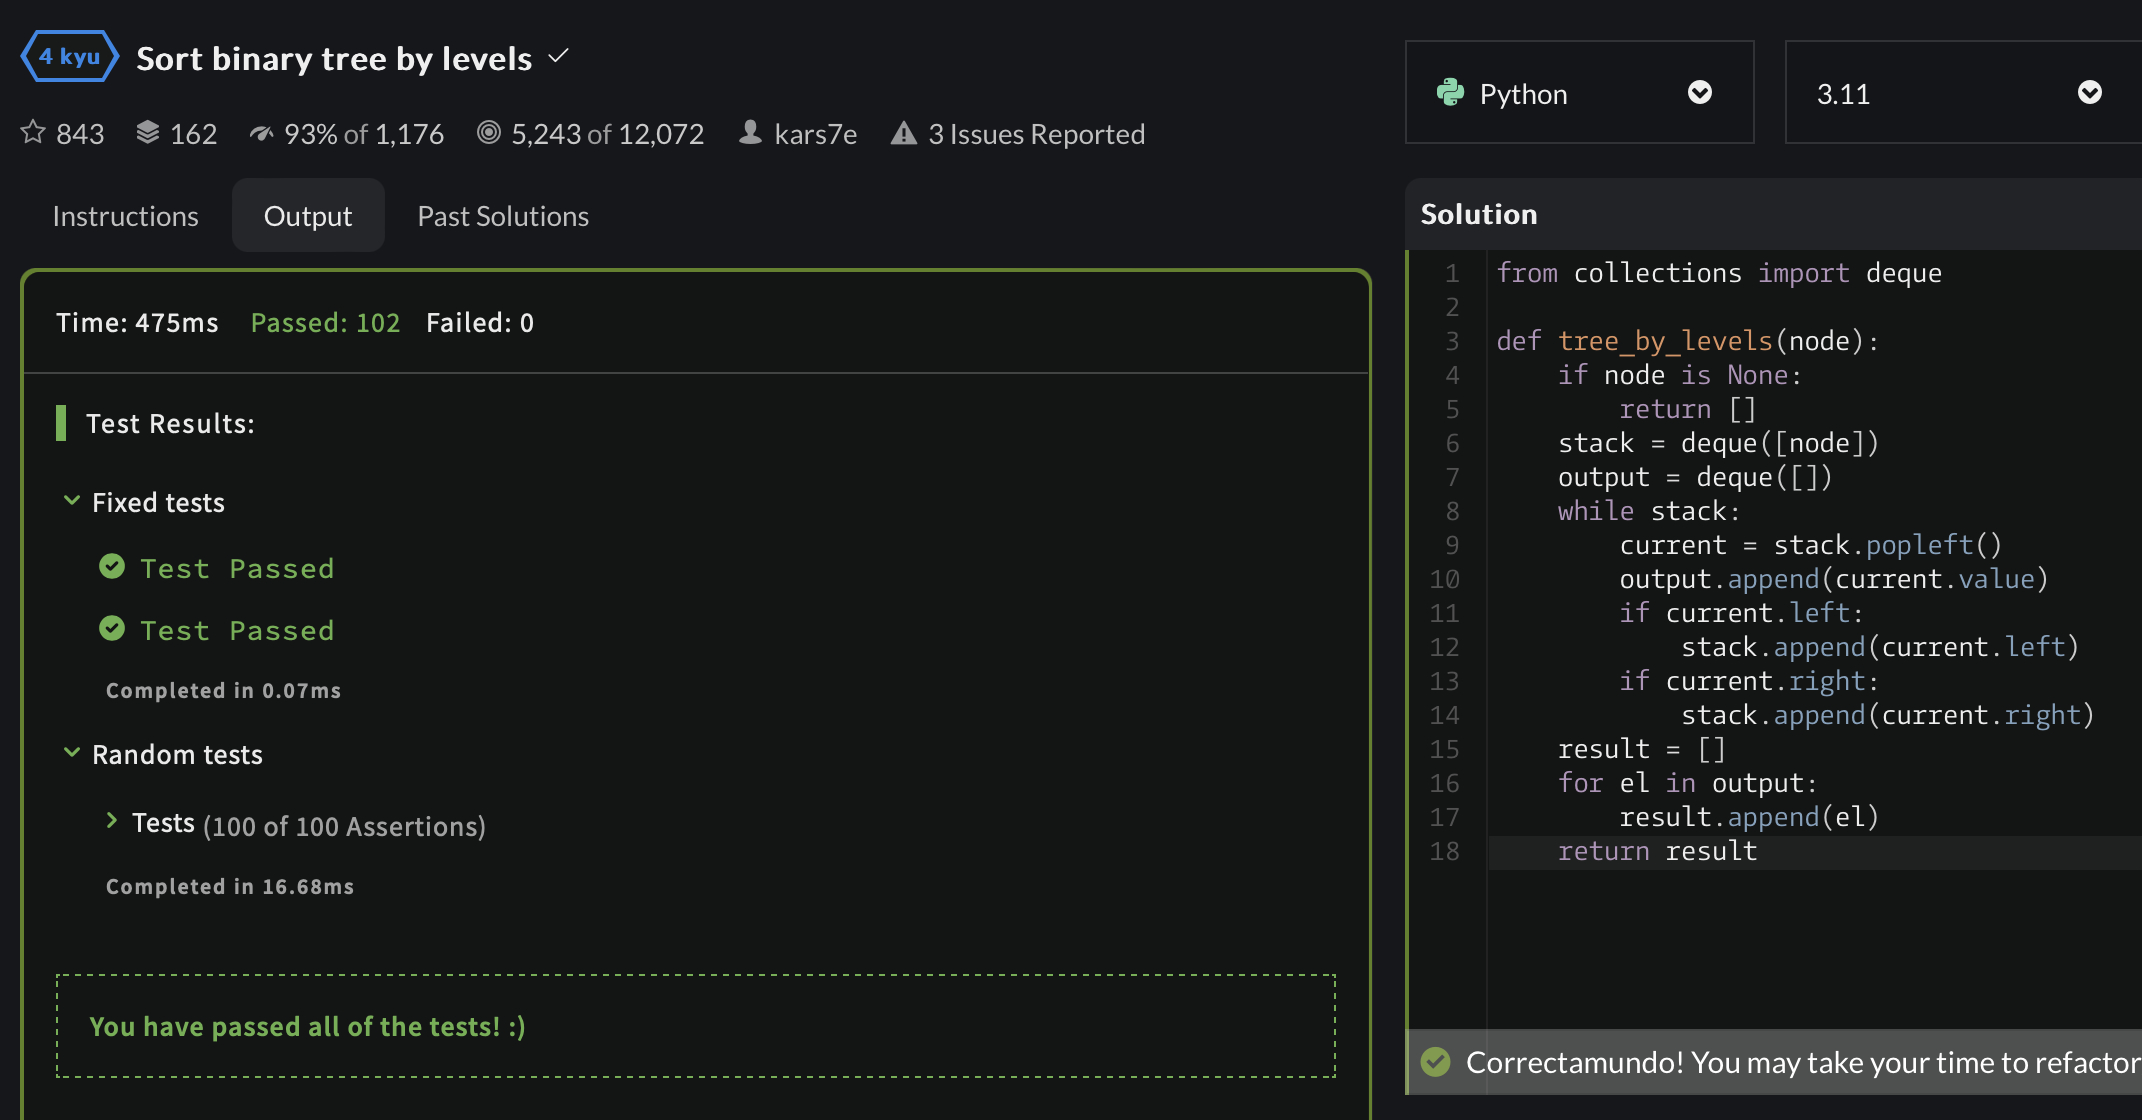 4 kyu Sort binary tree by levels
843 162 93% of 1,176 5,243 of 12,072 kars7e 3 Issues Reported
Instructions Output Past Solutions
Time: 475ms Passed: 102 Failed: 0
Test Results:
Fixed tests
Test Passed
Test Passed
Completed in 0.07ms
Random tests
Tests (100 of 100 Assertions)
Completed in 16.68ms
You have passed all of the tests! :)
Python 3.11
Solution
1 from collections import deque
2
3 def tree_by_levels(node):
4     if node is None:
5         return []
6     stack = deque([node])
7     output = deque([])
8     while stack:
9         current = stack.popleft()
10         output.append(current.value)
11         if current.left:
12             stack.append(current.left)
13         if current.right:
14             stack.append(current.right)
15     result = []
16     for el in output:
17         result.append(el)
18     return result
Correctamundo! You may take your time to refactor